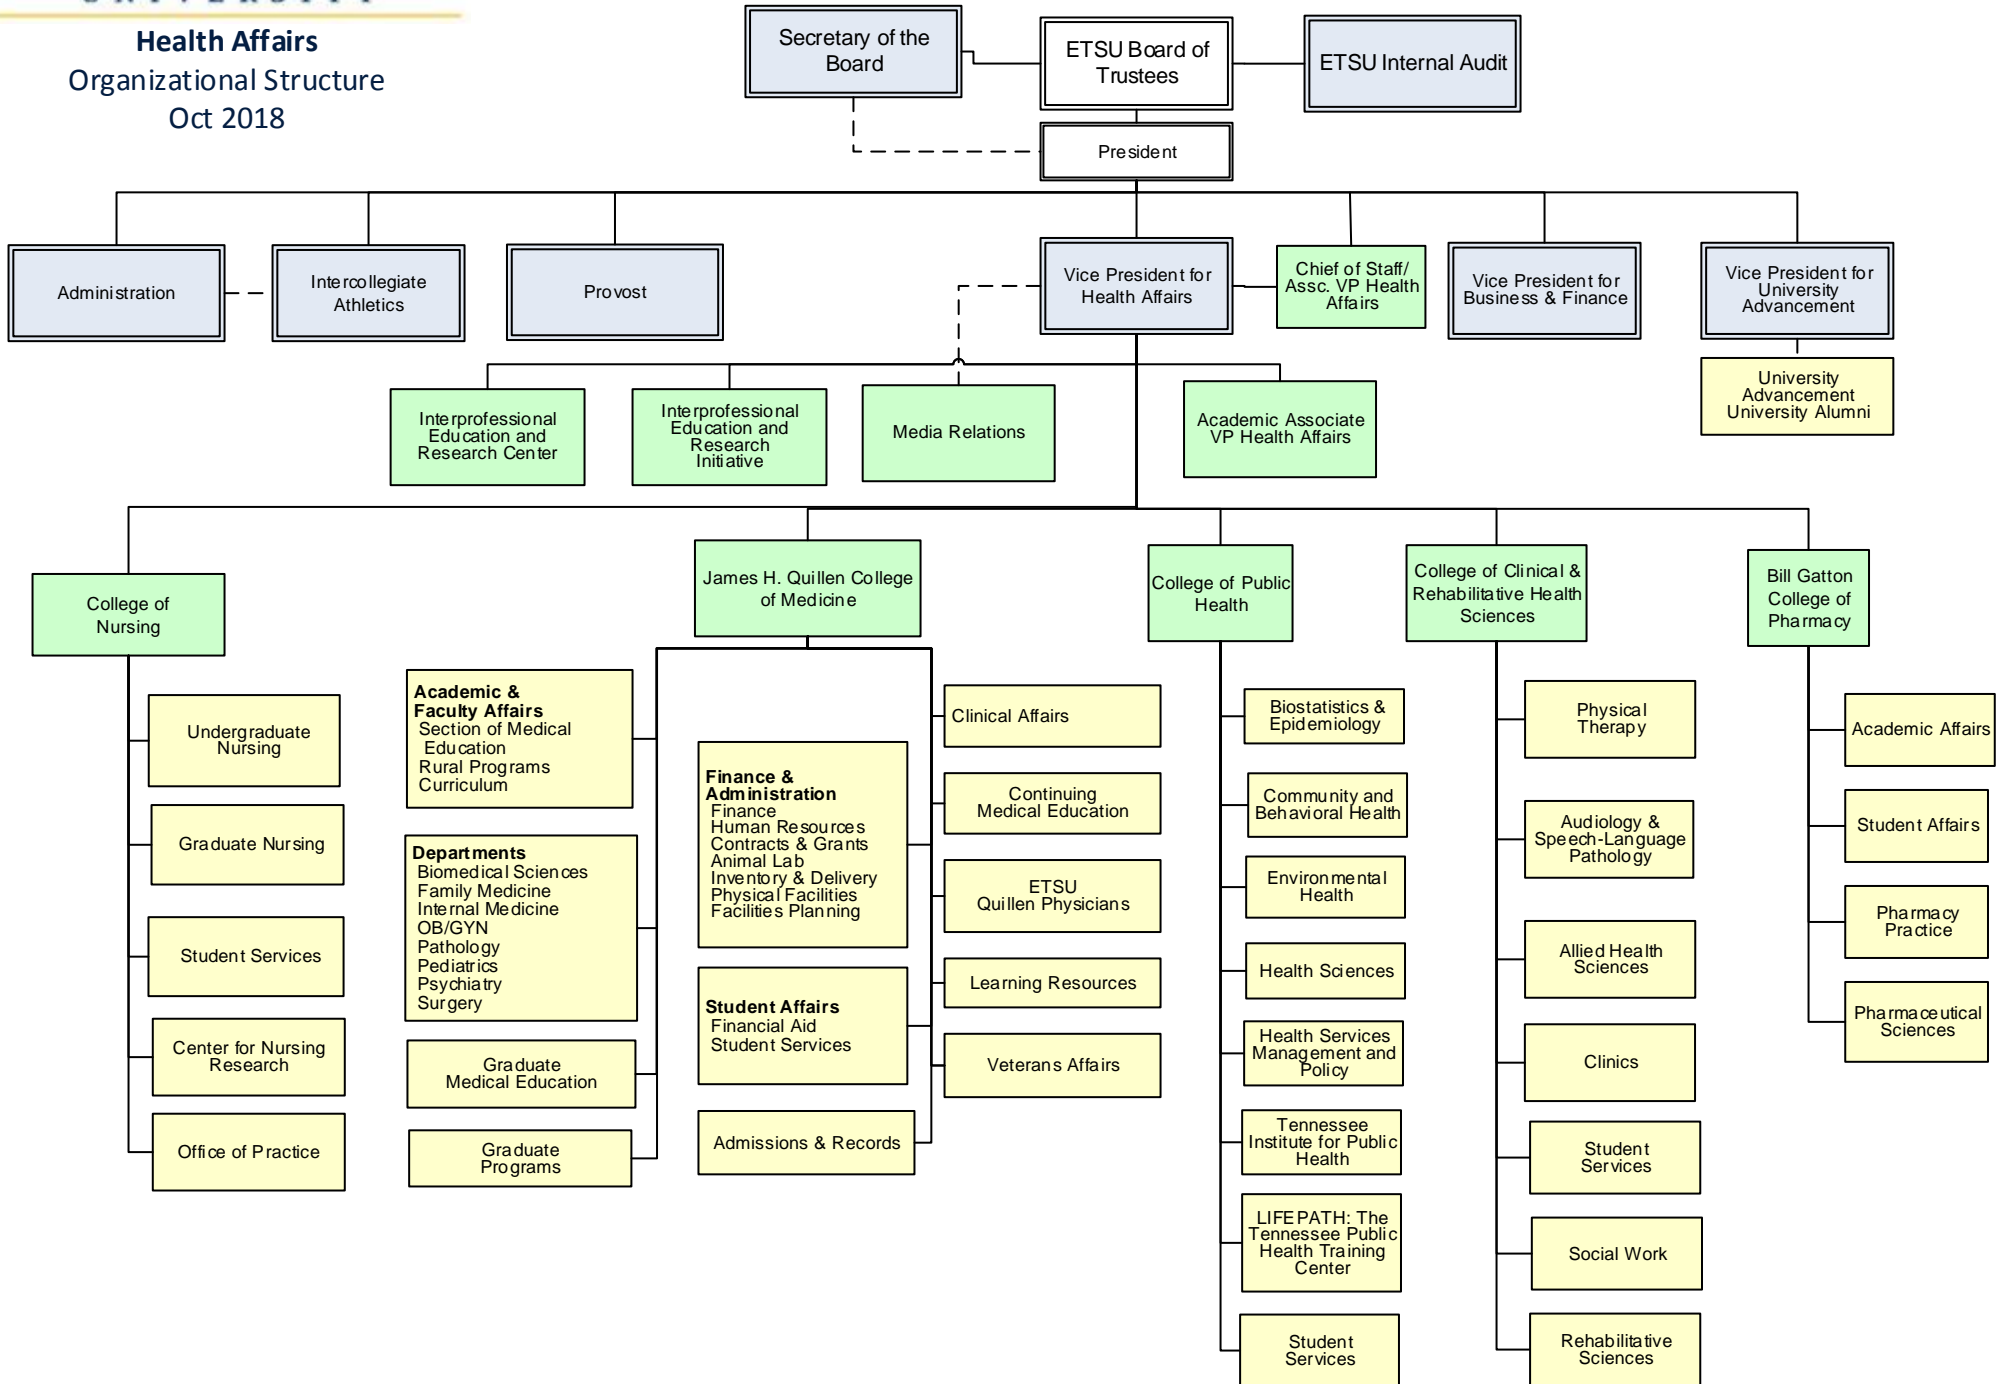 Health Affairs
Organizational Structure
Oct 2018
Secretary of the
Board
ETSU Board of
Trustees
ETSU Internal Audit
President
Administration
Intercollegiate
Athletics
Provost
Vice President for
Health Affairs
Chief of Staff/
Assc. VP Health
Affairs
Vice President for
Business & Finance
Vice President for
University
Advancement
University
Advancement
University Alumni
Interprofessional
Education and
Research Center
Interprofessional
Education and
Research
Initiative
Media Relations
Academic Associate
VP Health Affairs
College of
Nursing
James H. Quillen College
of Medicine
College of Public
Health
College of Clinical &
Rehabilitative Health
Sciences
Bill Gatton
College of
Pharmacy
Undergraduate
Nursing
Graduate Nursing
Student Services
Center for Nursing
Research
Office of Practice
Academic &
Faculty Affairs
Section of Medical
Education
Rural Programs
Curriculum
Departments
Biomedical Sciences
Family Medicine
Internal Medicine
OB/GYN
Pathology
Pediatrics
Psychiatry
Surgery
Graduate
Medical Education
Graduate
Programs
Finance &
Administration
Finance
Human Resources
Contracts & Grants
Animal Lab
Inventory & Delivery
Physical Facilities
Facilities Planning
Student Affairs
Financial Aid
Student Services
Admissions & Records
Clinical Affairs
Continuing
Medical Education
ETSU
Quillen Physicians
Learning Resources
Veterans Affairs
Biostatistics &
Epidemiology
Community and
Behavioral Health
Environmental
Health
Health Sciences
Health Services
Management and
Policy
Tennessee
Institute for Public
Health
LIFEPATH: The
Tennessee Public
Health Training
Center
Student
Services
Physical
Therapy
Audiology &
Speech-Language
Pathology
Allied Health
Sciences
Clinics
Student
Services
Social Work
Rehabilitative
Sciences
Academic Affairs
Student Affairs
Pharmacy
Practice
Pharmaceutical
Sciences